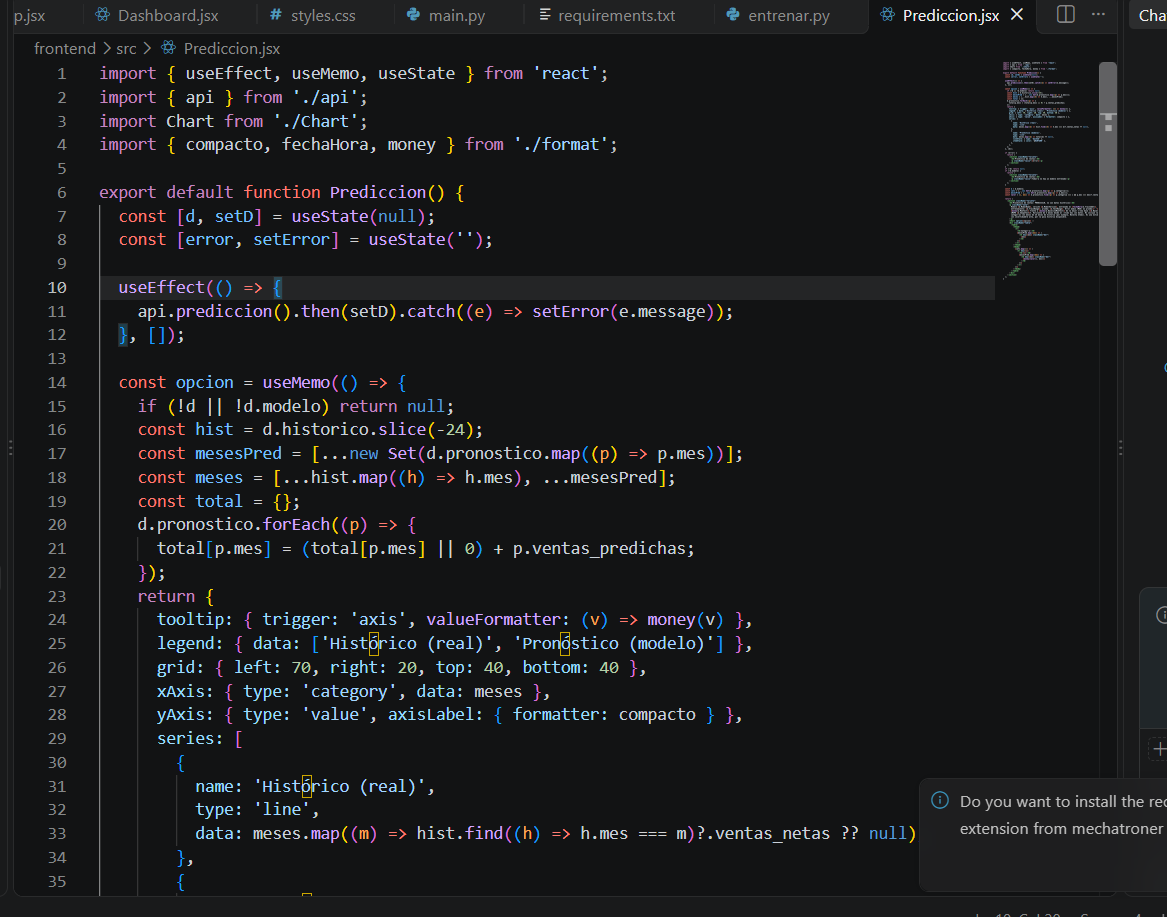 p.jsx Dashboard.jsx # styles.css main.py requirements.txt entrenar.py Prediccion.jsx Cha
frontend > src > Prediccion.jsx
1 import { useEffect, useMemo, useState } from 'react';
2 import { api } from './api';
3 import Chart from './Chart';
4 import { compacto, fechaHora, money } from './format';
5
6 export default function Prediccion() {
7 const [d, setD] = useState(null);
8 const [error, setError] = useState('');
9
10 useEffect(() => {
11 api.prediccion().then(setD).catch((e) => setError(e.message));
12 }, []);
13
14 const opcion = useMemo(() => {
15 if (!d || !d.modelo) return null;
16 const hist = d.historico.slice(-24);
17 const mesesPred = [...new Set(d.pronostico.map((p) => p.mes))];
18 const meses = [...hist.map((h) => h.mes), ...mesesPred];
19 const total = {};
20 d.pronostico.forEach((p) => {
21 total[p.mes] = (total[p.mes] || 0) + p.ventas_predichas;
22 });
23 return {
24 tooltip: { trigger: 'axis', valueFormatter: (v) => money(v) },
25 legend: { data: ['Histórico (real)', 'Pronóstico (modelo)'] },
26 grid: { left: 70, right: 20, top: 40, bottom: 40 },
27 xAxis: { type: 'category', data: meses },
28 yAxis: { type: 'value', axisLabel: { formatter: compacto } },
29 series: [
30 {
31 name: 'Histórico (real)',
32 type: 'line',
33 data: meses.map((m) => hist.find((h) => h.mes === m)?.ventas_netas ?? null)
34 },
35 {
Do you want to install the rec
extension from mechatroner